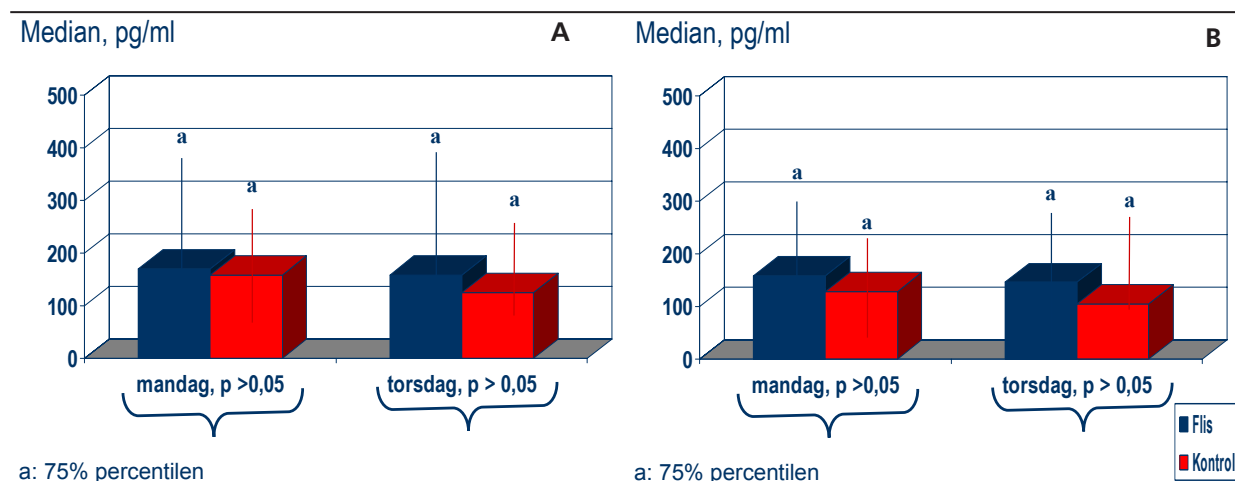 Median, pg/ml
A
500
400
300
200
100
0
a
a
a
a
mandag, p >0,05
torsdag, p > 0,05
a: 75% percentilen
Median, pg/ml
B
500
400
300
200
100
0
a
a
a
a
mandag, p >0,05
torsdag, p > 0,05
a: 75% percentilen
Flis
Kontrol